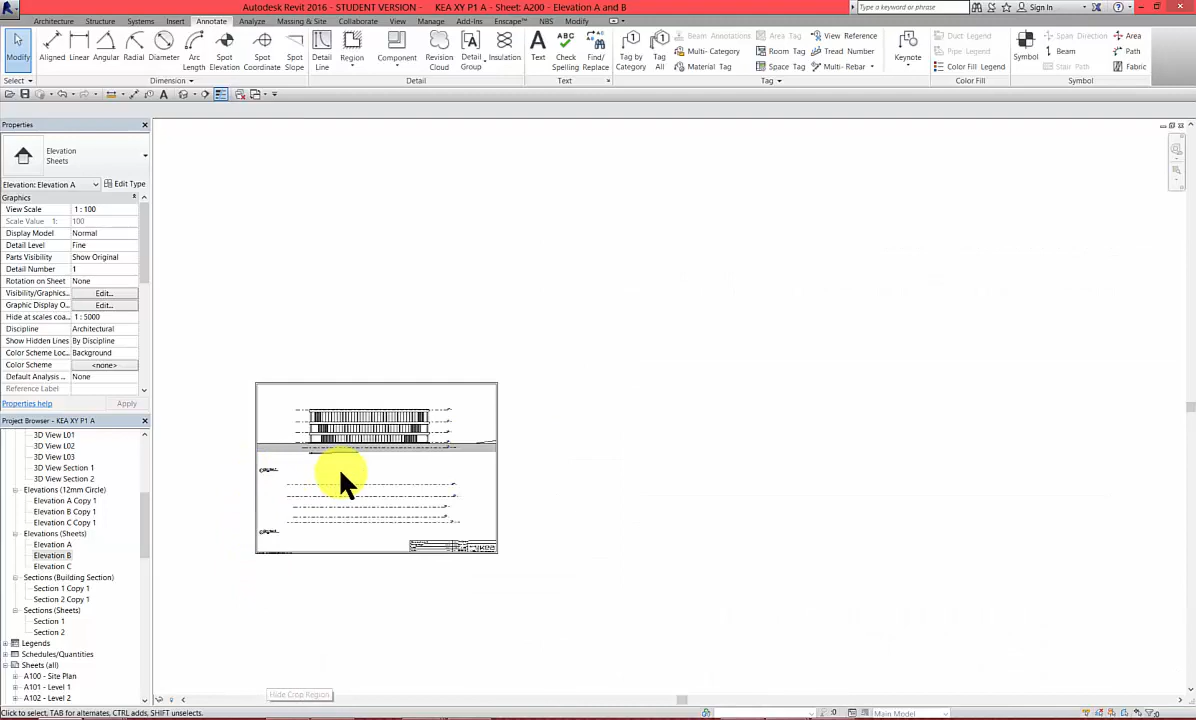 Autodesk Revit 2016 - STUDENT VERSION - KEA XY P1 A - Sheet: A200 - Elevation A and B
Type a keyword or phrase
Sign In
Architecture Structure Systems Insert Annotate Analyze Massing & Site Collaborate View Manage Add-Ins Enscape™ NBS Modify
Modify
Aligned Linear Angular Radial Diameter Arc Length Spot Elevation Spot Coordinate Spot Slope
Detail Line Region Component Revision Cloud Detail Group Insulation
Text Check Spelling Find/ Replace
Tag by Category Tag All
Beam Annotations
Multi-Category
Material Tag
Area Tag
Room Tag
Space Tag
View Reference
Tread Number
Multi-Rebar
Keynote
Duct Legend
Pipe Legend
Color Fill Legend
Symbol
Span Direction
Beam
Stair Path
Area
Path
Fabric
Select Dimension Detail Text Tag Color Fill Symbol
Properties
Elevation
Sheets
Elevation: Elevation A Edit Type
Graphics
View Scale 1 : 100
Scale Value 1: 100
Display Model Normal
Detail Level Fine
Parts Visibility Show Original
Detail Number 1
Rotation on Sheet None
Visibility/Graphics... Edit...
Graphic Display O... Edit...
Hide at scales coa... 1 : 5000
Discipline Architectural
Show Hidden Lines By Discipline
Color Scheme Loc... Background
Color Scheme <none>
Default Analysis ... None
Reference Label
Properties help Apply
Project Browser - KEA XY P1 A
3D View L01
3D View L02
3D View L03
3D View Section 1
3D View Section 2
Elevations (12mm Circle)
Elevation A Copy 1
Elevation B Copy 1
Elevation C Copy 1
Elevations (Sheets)
Elevation A
Elevation B
Elevation C
Sections (Building Section)
Section 1 Copy 1
Section 2 Copy 1
Sections (Sheets)
Section 1
Section 2
Legends
Schedules/Quantities
Sheets (all)
A100 - Site Plan
A101 - Level 1
A102 - Level 2
kea
Hide Crop Region
Click to select, TAB for alternates, CTRL adds, SHIFT unselects.
:0
Main Model